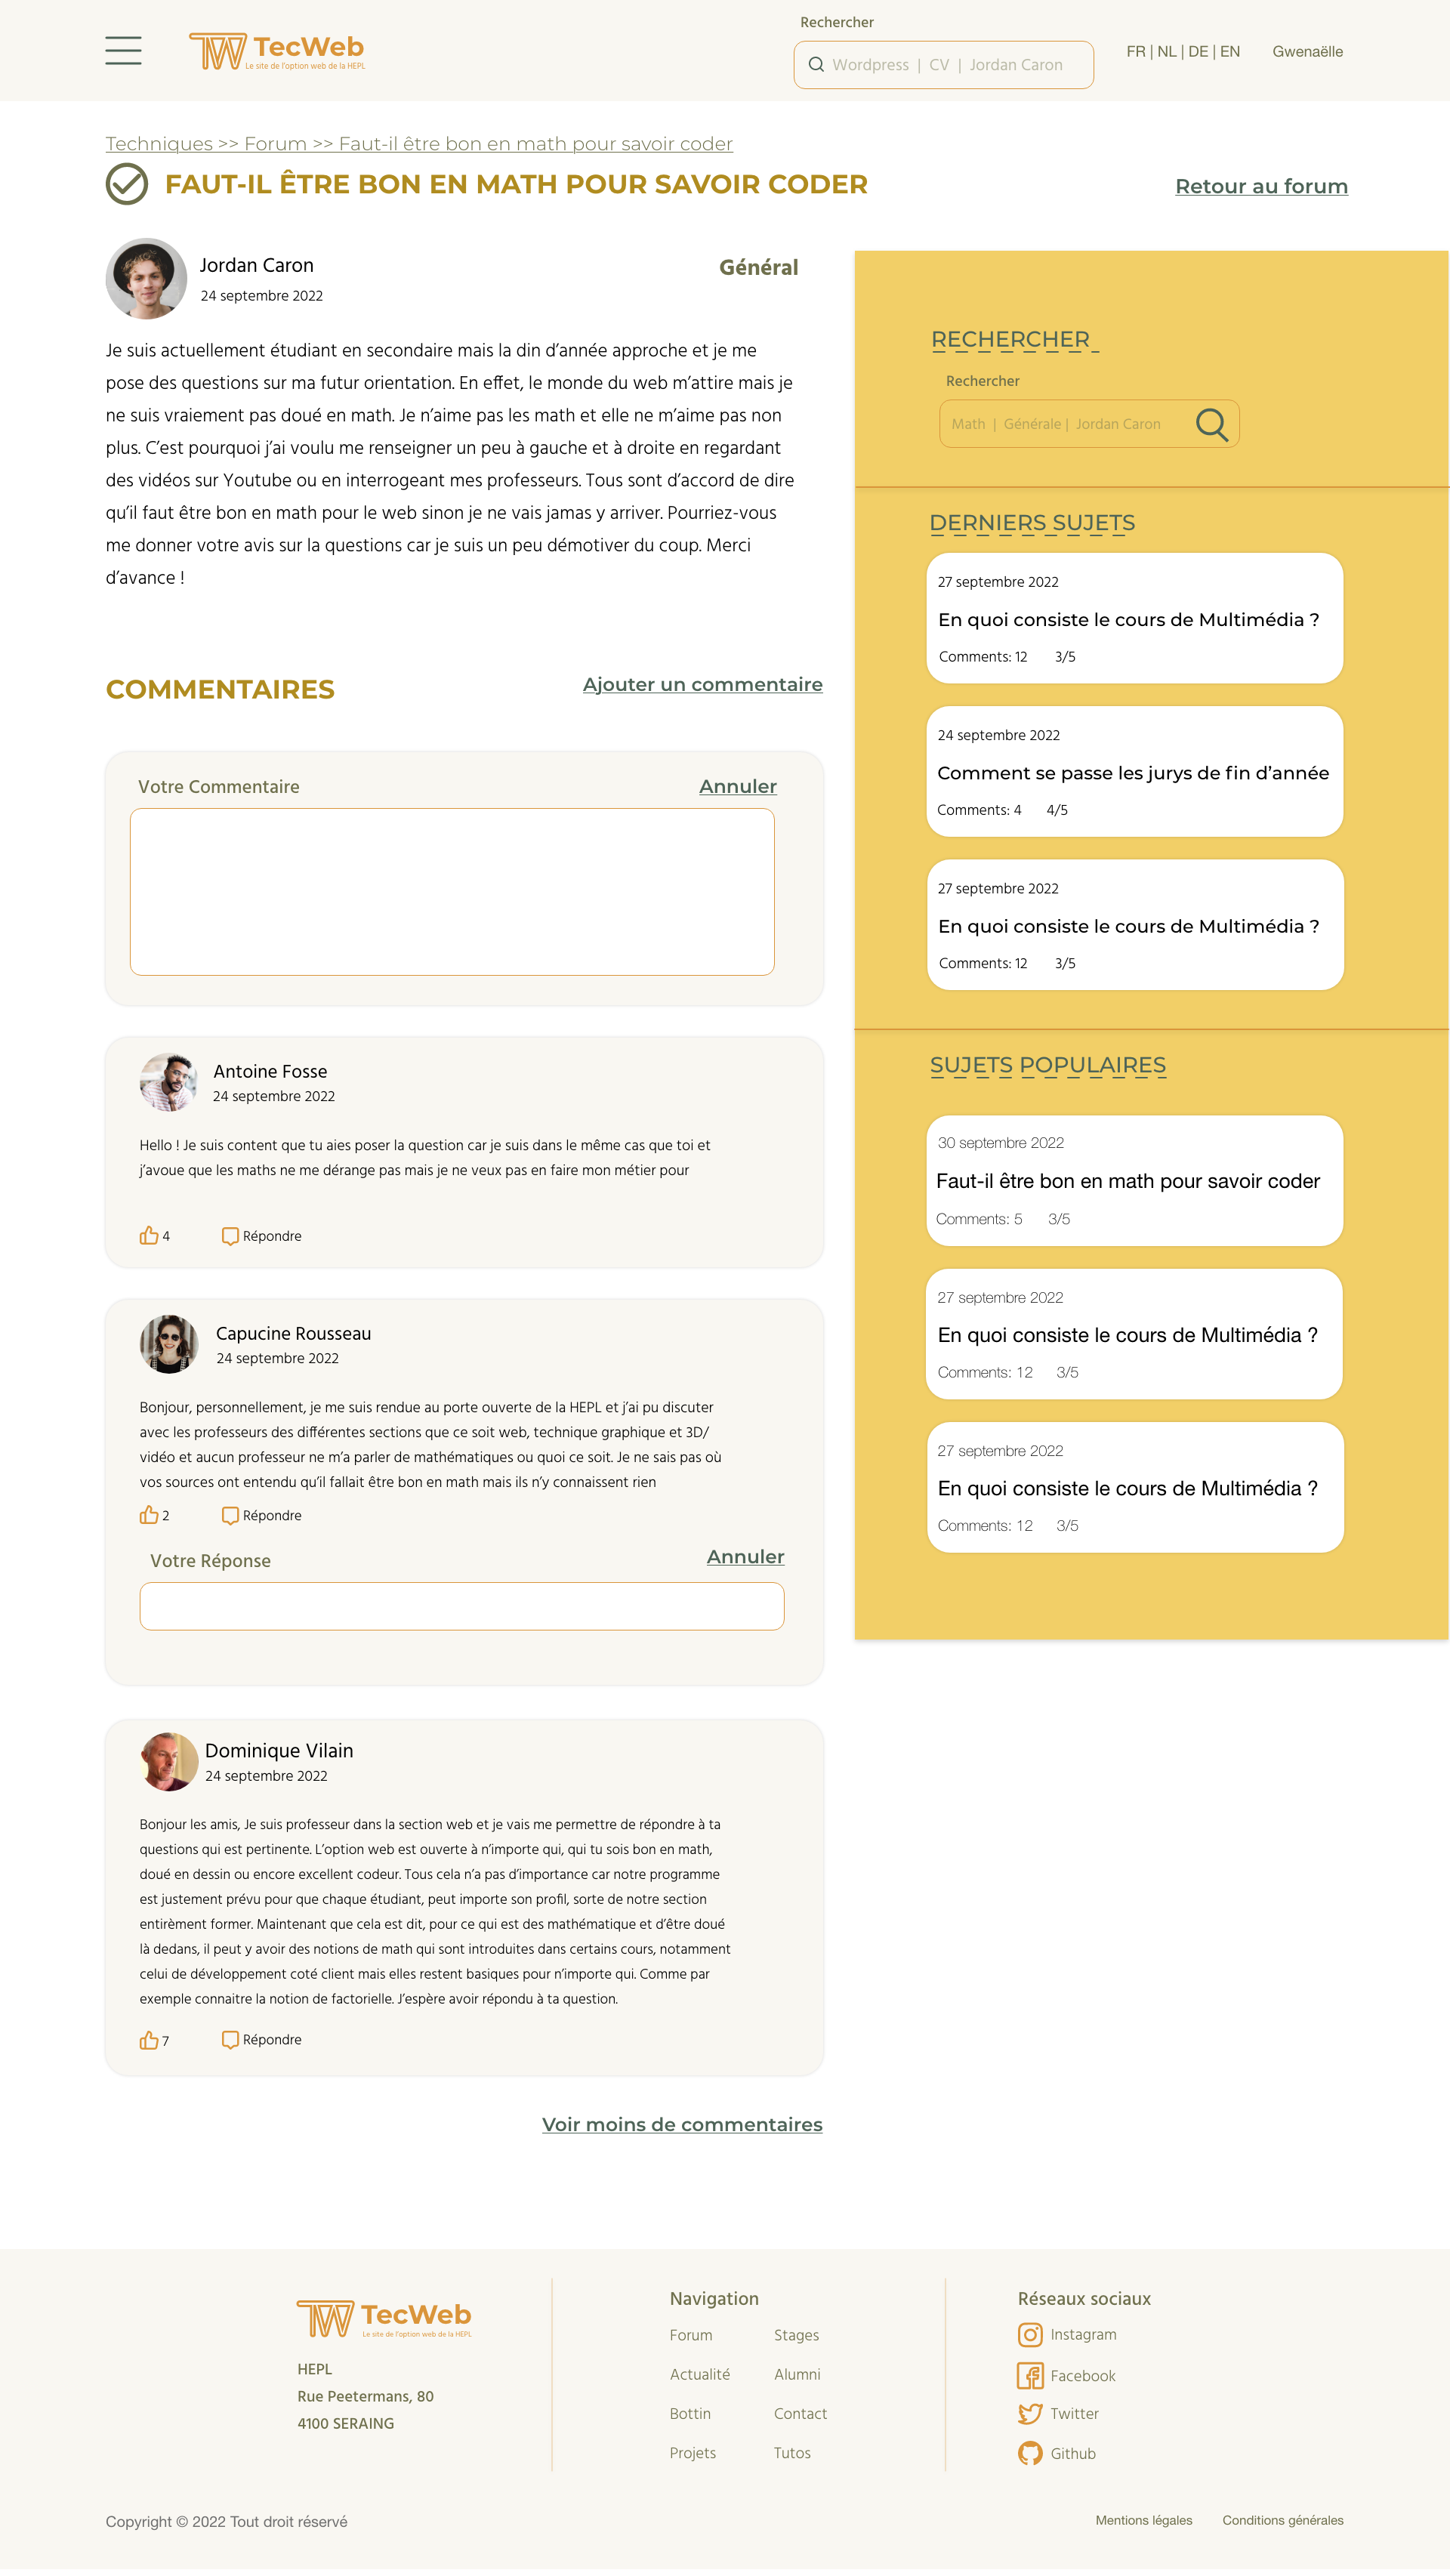 Rechercher
TecWeb
Le site de l'option web de la HEPL
Wordpress | CV | Jordan Caron
FR | NL | DE | EN
Gwenaëlle
Techniques >> Forum >> Faut-il être bon en math pour savoir coder
FAUT-IL ÊTRE BON EN MATH POUR SAVOIR CODER
Retour au forum
Jordan Caron
24 septembre 2022
Général
Je suis actuellement étudiant en secondaire mais la din d'année approche et je me
pose des questions sur ma futur orientation. En effet, le monde du web m'attire mais je
ne suis vraiement pas doué en math. Je n'aime pas les math et elle ne m'aime pas non
plus. C'est pourquoi j'ai voulu me renseigner un peu à gauche et à droite en regardant
des vidéos sur Youtube ou en interrogeant mes professeurs. Tous sont d'accord de dire
qu'il faut être bon en math pour le web sinon je ne vais jamas y arriver. Pourriez-vous
me donner votre avis sur la questions car je suis un peu démotiver du coup. Merci
d'avance !
COMMENTAIRES
Ajouter un commentaire
Votre Commentaire
Annuler
Antoine Fosse
24 septembre 2022
Hello ! Je suis content que tu aies poser la question car je suis dans le même cas que toi et
j'avoue que les maths ne me dérange pas mais je ne veux pas en faire mon métier pour
4
Répondre
Capucine Rousseau
24 septembre 2022
Bonjour, personnellement, je me suis rendue au porte ouverte de la HEPL et j'ai pu discuter
avec les professeurs des différentes sections que ce soit web, technique graphique et 3D/
vidéo et aucun professeur ne m'a parler de mathématiques ou quoi ce soit. Je ne sais pas où
vos sources ont entendu qu'il fallait être bon en math mais ils n'y connaissent rien
2
Répondre
Votre Réponse
Annuler
Dominique Vilain
24 septembre 2022
Bonjour les amis, Je suis professeur dans la section web et je vais me permettre de répondre à ta
questions qui est pertinente. L'option web est ouverte à n'importe qui, qui tu sois bon en math,
doué en dessin ou encore excellent codeur. Tous cela n'a pas d'importance car notre programme
est justement prévu pour que chaque étudiant, peut importe son profil, sorte de notre section
entirèment former. Maintenant que cela est dit, pour ce qui est des mathématique et d'être doué
là dedans, il peut y avoir des notions de math qui sont introduites dans certains cours, notamment
celui de développement coté client mais elles restent basiques pour n'importe qui. Comme par
exemple connaitre la notion de factorielle. J'espère avoir répondu à ta question.
7
Répondre
Voir moins de commentaires
RECHERCHER
Rechercher
Math | Générale | Jordan Caron
DERNIERS SUJETS
27 septembre 2022
En quoi consiste le cours de Multimédia ?
Comments: 12 3/5
24 septembre 2022
Comment se passe les jurys de fin d'année
Comments: 4 4/5
27 septembre 2022
En quoi consiste le cours de Multimédia ?
Comments: 12 3/5
SUJETS POPULAIRES
30 septembre 2022
Faut-il être bon en math pour savoir coder
Comments: 5 3/5
27 septembre 2022
En quoi consiste le cours de Multimédia ?
Comments: 12 3/5
27 septembre 2022
En quoi consiste le cours de Multimédia ?
Comments: 12 3/5
TecWeb
Le site de l'option web de la HEPL
HEPL
Rue Peetermans, 80
4100 SERAING
Navigation
Forum
Stages
Actualité
Alumni
Bottin
Contact
Projets
Tutos
Réseaux sociaux
Instagram
Facebook
Twitter
Github
Copyright © 2022 Tout droit réservé
Mentions légales
Conditions générales